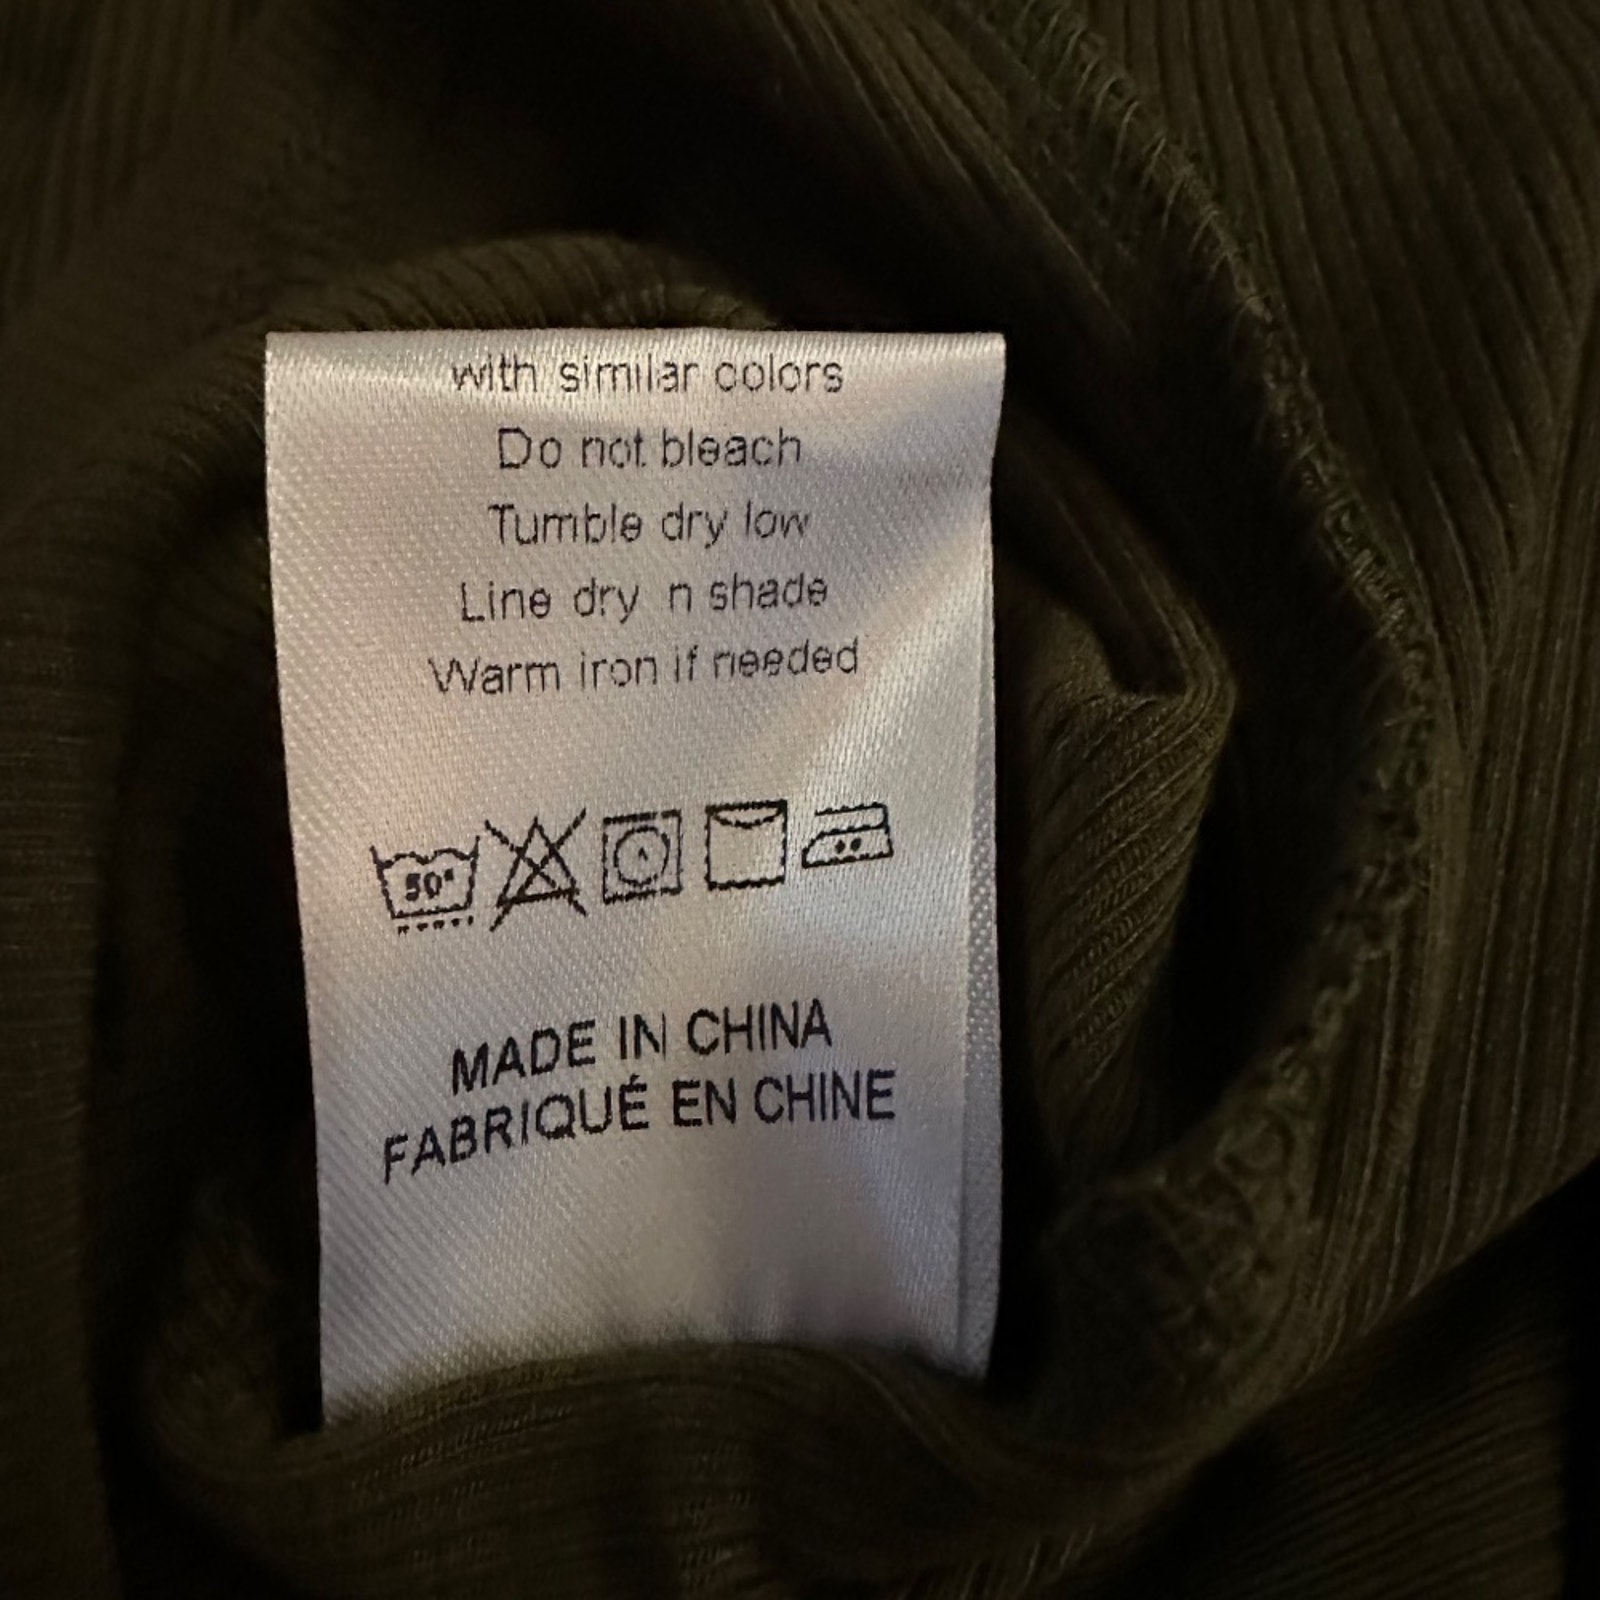 with similar colors
Do not bleach
Tumble dry low
Line dry n shade
Warm iron if needed
50°
MADE IN CHINA
FABRIQUÉ EN CHINE